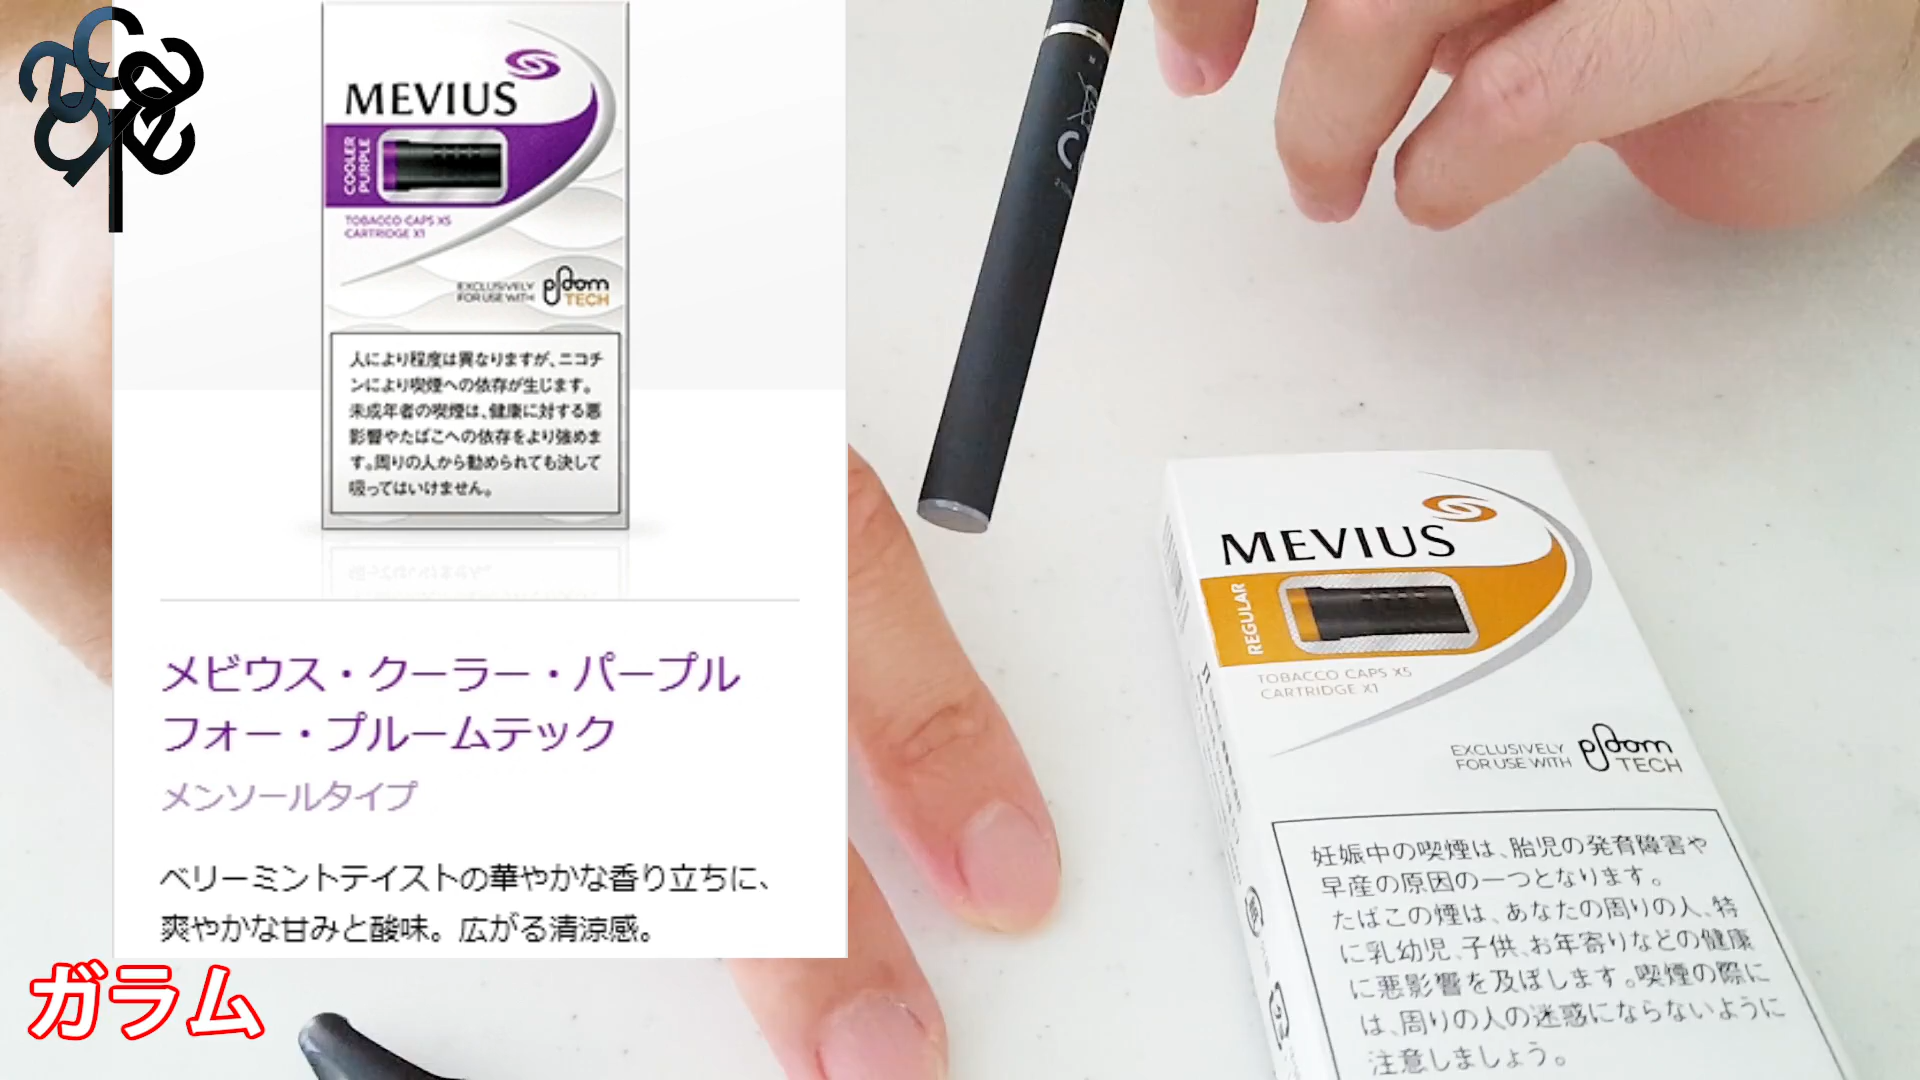 MEVIUS
COOLER
PURPLE
TOBACCO CAPS X5
CARTRIDGE X1
EXCLUSIVELY
FOR USE WITH
ploom
TECH
人により程度は異なりますが、ニコチ
ンにより喫煙への依存が生じます。
未成年者の喫煙は、健康に対する悪
影響やたばこへの依存をより強めま
す。周りの人から勧められても決して
吸ってはいけません。
メビウス・クーラー・パープル
フォー・プルームテック
メンソールタイプ
ベリーミントテイストの華やかな香り立ちに、
爽やかな甘みと酸味。広がる清涼感。
ガラム
MEVIUS
REGULAR
TOBACCO CAPS X5
CARTRIDGE X1
EXCLUSIVELY
FOR USE WITH
ploom
TECH
妊娠中の喫煙は、胎児の発育障害や
早産の原因の一つとなります。
たばこの煙は、あなたの周りの人、特
に乳幼児、子供、お年寄りなどの健康
に悪影響を及ぼします。喫煙の際に
は、周りの人の迷惑にならないように
注意しましょう。